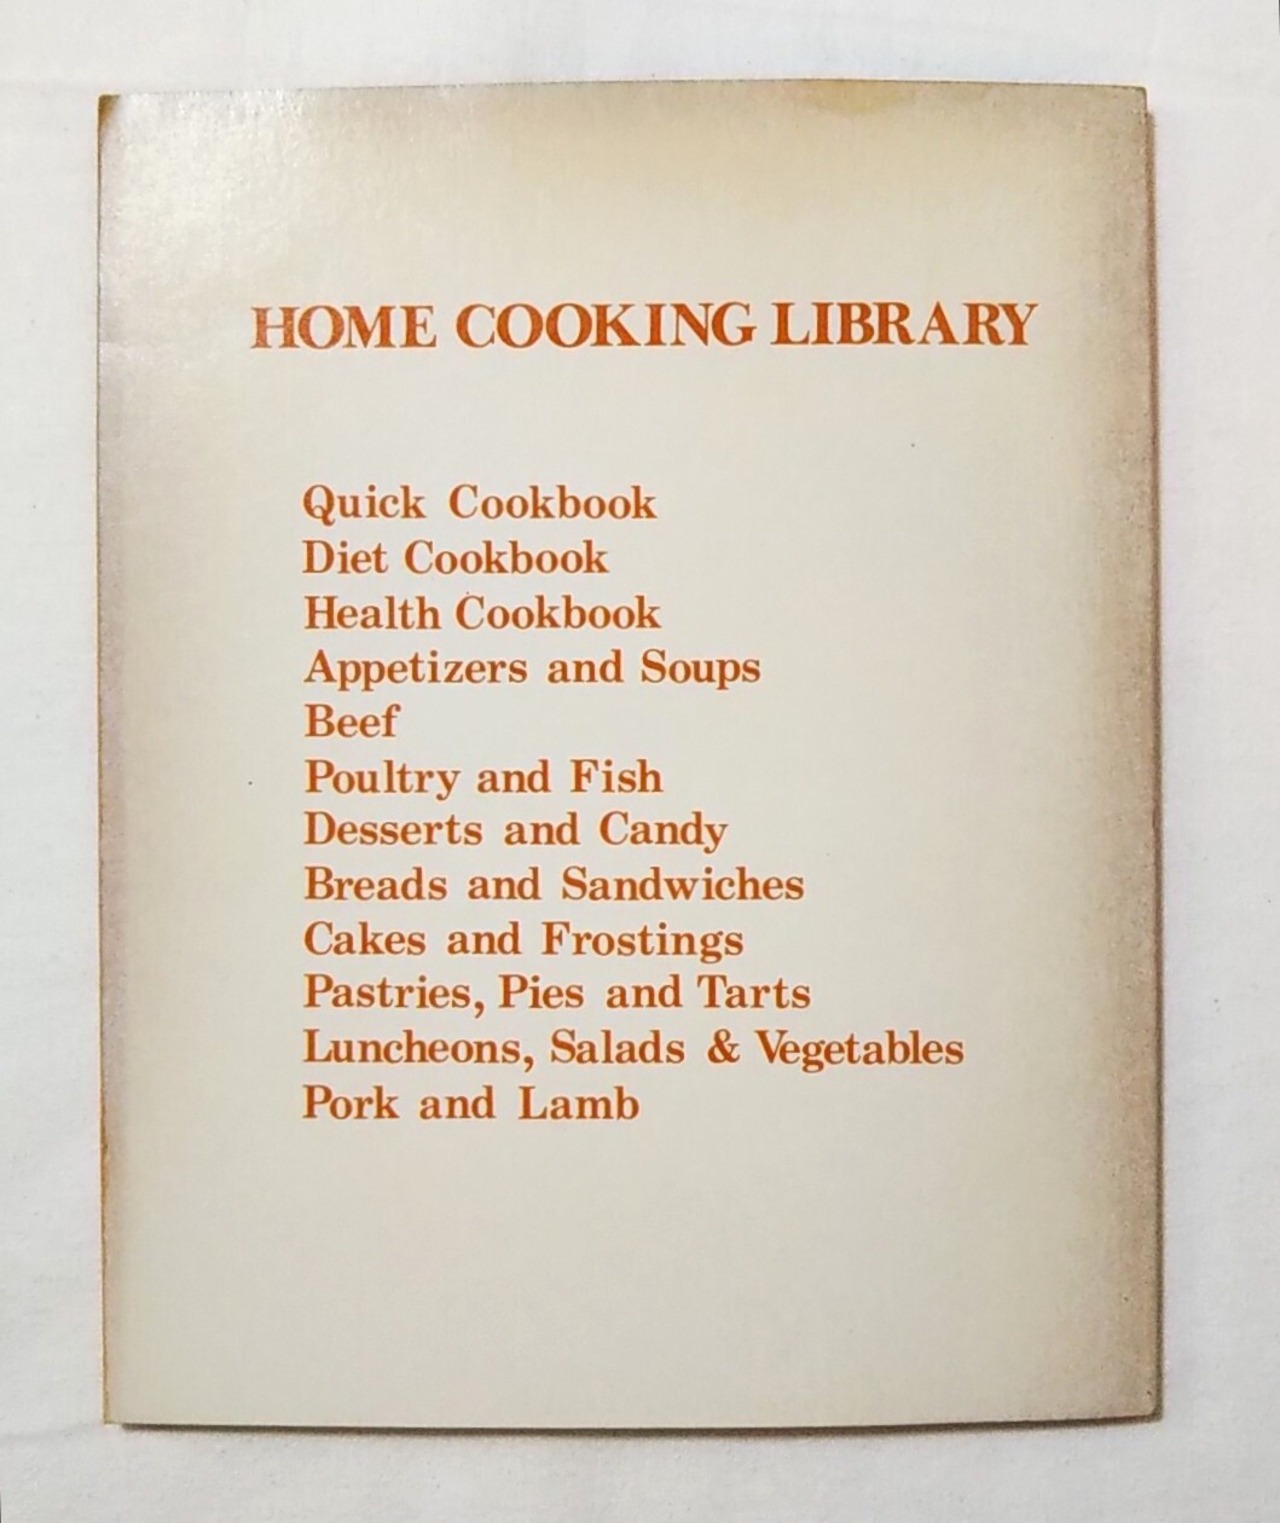 HOME COOKING LIBRARY
Quick Cookbook
Diet Cookbook
Health Cookbook
Appetizers and Soups
Beef
Poultry and Fish
Desserts and Candy
Breads and Sandwiches
Cakes and Frostings
Pastries, Pies and Tarts
Luncheons, Salads & Vegetables
Pork and Lamb